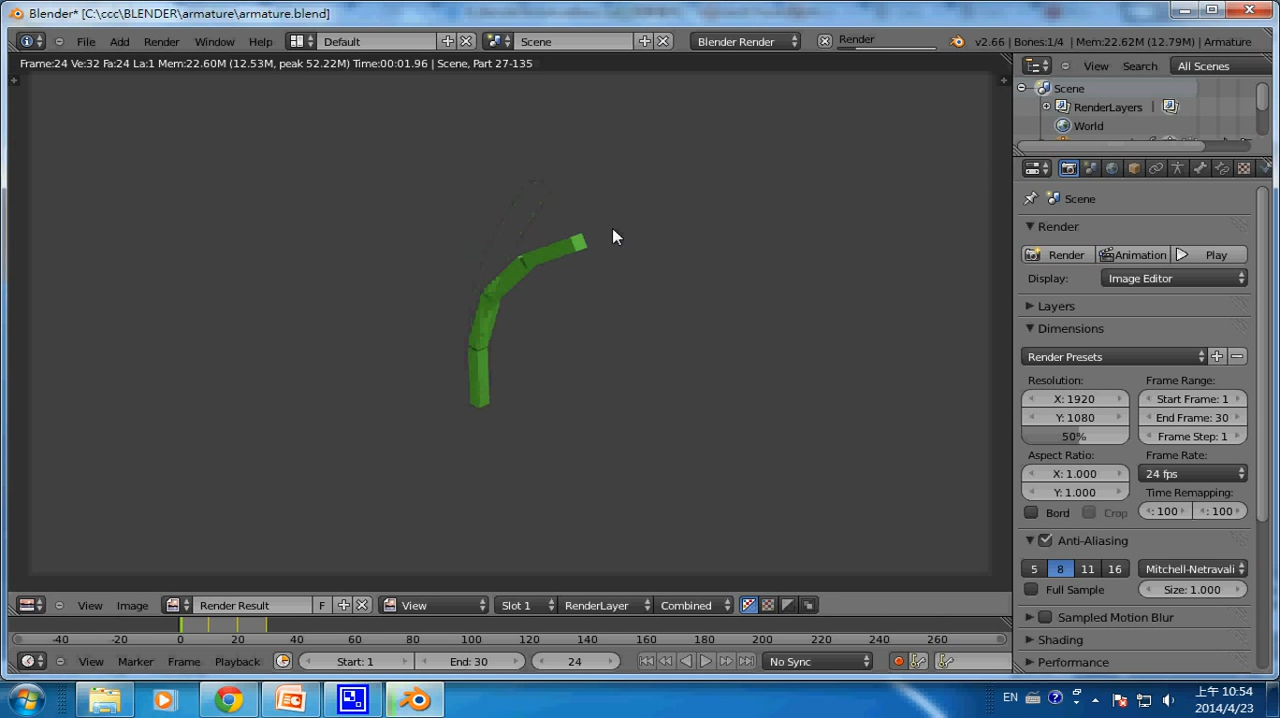 Blender* [C:\ccc\BLENDER\armature\armature.blend]
File Add Render Window Help Default Scene Blender Render Render v2.66 | Bones:1/4 | Mem:22.62M (12.79M) | Armature
Frame:24 Ve:32 Fa:24 La:1 Mem:22.60M (12.53M, peak 52.22M) Time:00:01.96 | Scene, Part 27-135
View Search All Scenes
Scene
RenderLayers
World
Scene
Render
Render Animation Play
Display: Image Editor
Layers
Dimensions
Render Presets
Resolution: Frame Range:
X: 1920 Start Frame: 1
Y: 1080 End Frame: 30
50% Frame Step: 1
Aspect Ratio: Frame Rate:
X: 1.000 24 fps
Y: 1.000 Time Remapping:
Bord Crop : 100 : 100
Anti-Aliasing
5 8 11 16 Mitchell-Netravali
Full Sample Size: 1.000
Sampled Motion Blur
Shading
Performance
View Image Render Result F View Slot 1 RenderLayer Combined
-40 -20 0 20 40 60 80 100 120 140 160 180 200 220 240 260
View Marker Frame Playback Start: 1 End: 30 24 No Sync
EN
上午 10:54
2014/4/23